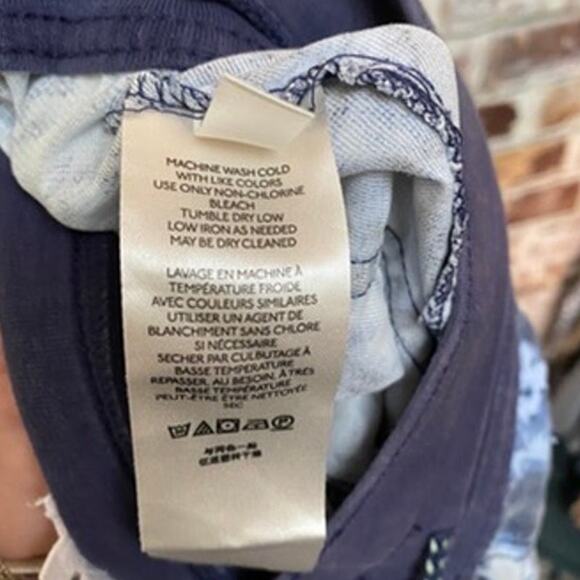 MACHINE WASH COLD
WITH LIKE COLORS
USE ONLY NON-CHLORINE
BLEACH
TUMBLE DRY LOW
LOW IRON AS NEEDED
MAY BE DRY CLEANED
LAVAGE EN MACHINE À
TEMPÉRATURE FROIDE
AVEC COULEURS SIMILAIRES
UTILISER UN AGENT DE
BLANCHIMENT SANS CHLORE
SI NÉCESSAIRE
SECHER PAR CULBUTAGE À
BASSE TEMPÉRATURE
REPASSER, AU BESOIN, À TRÈS
BASSE TEMPÉRATURE
PEUT-ÊTRE ÊTRE NETTOYÉE
SEC